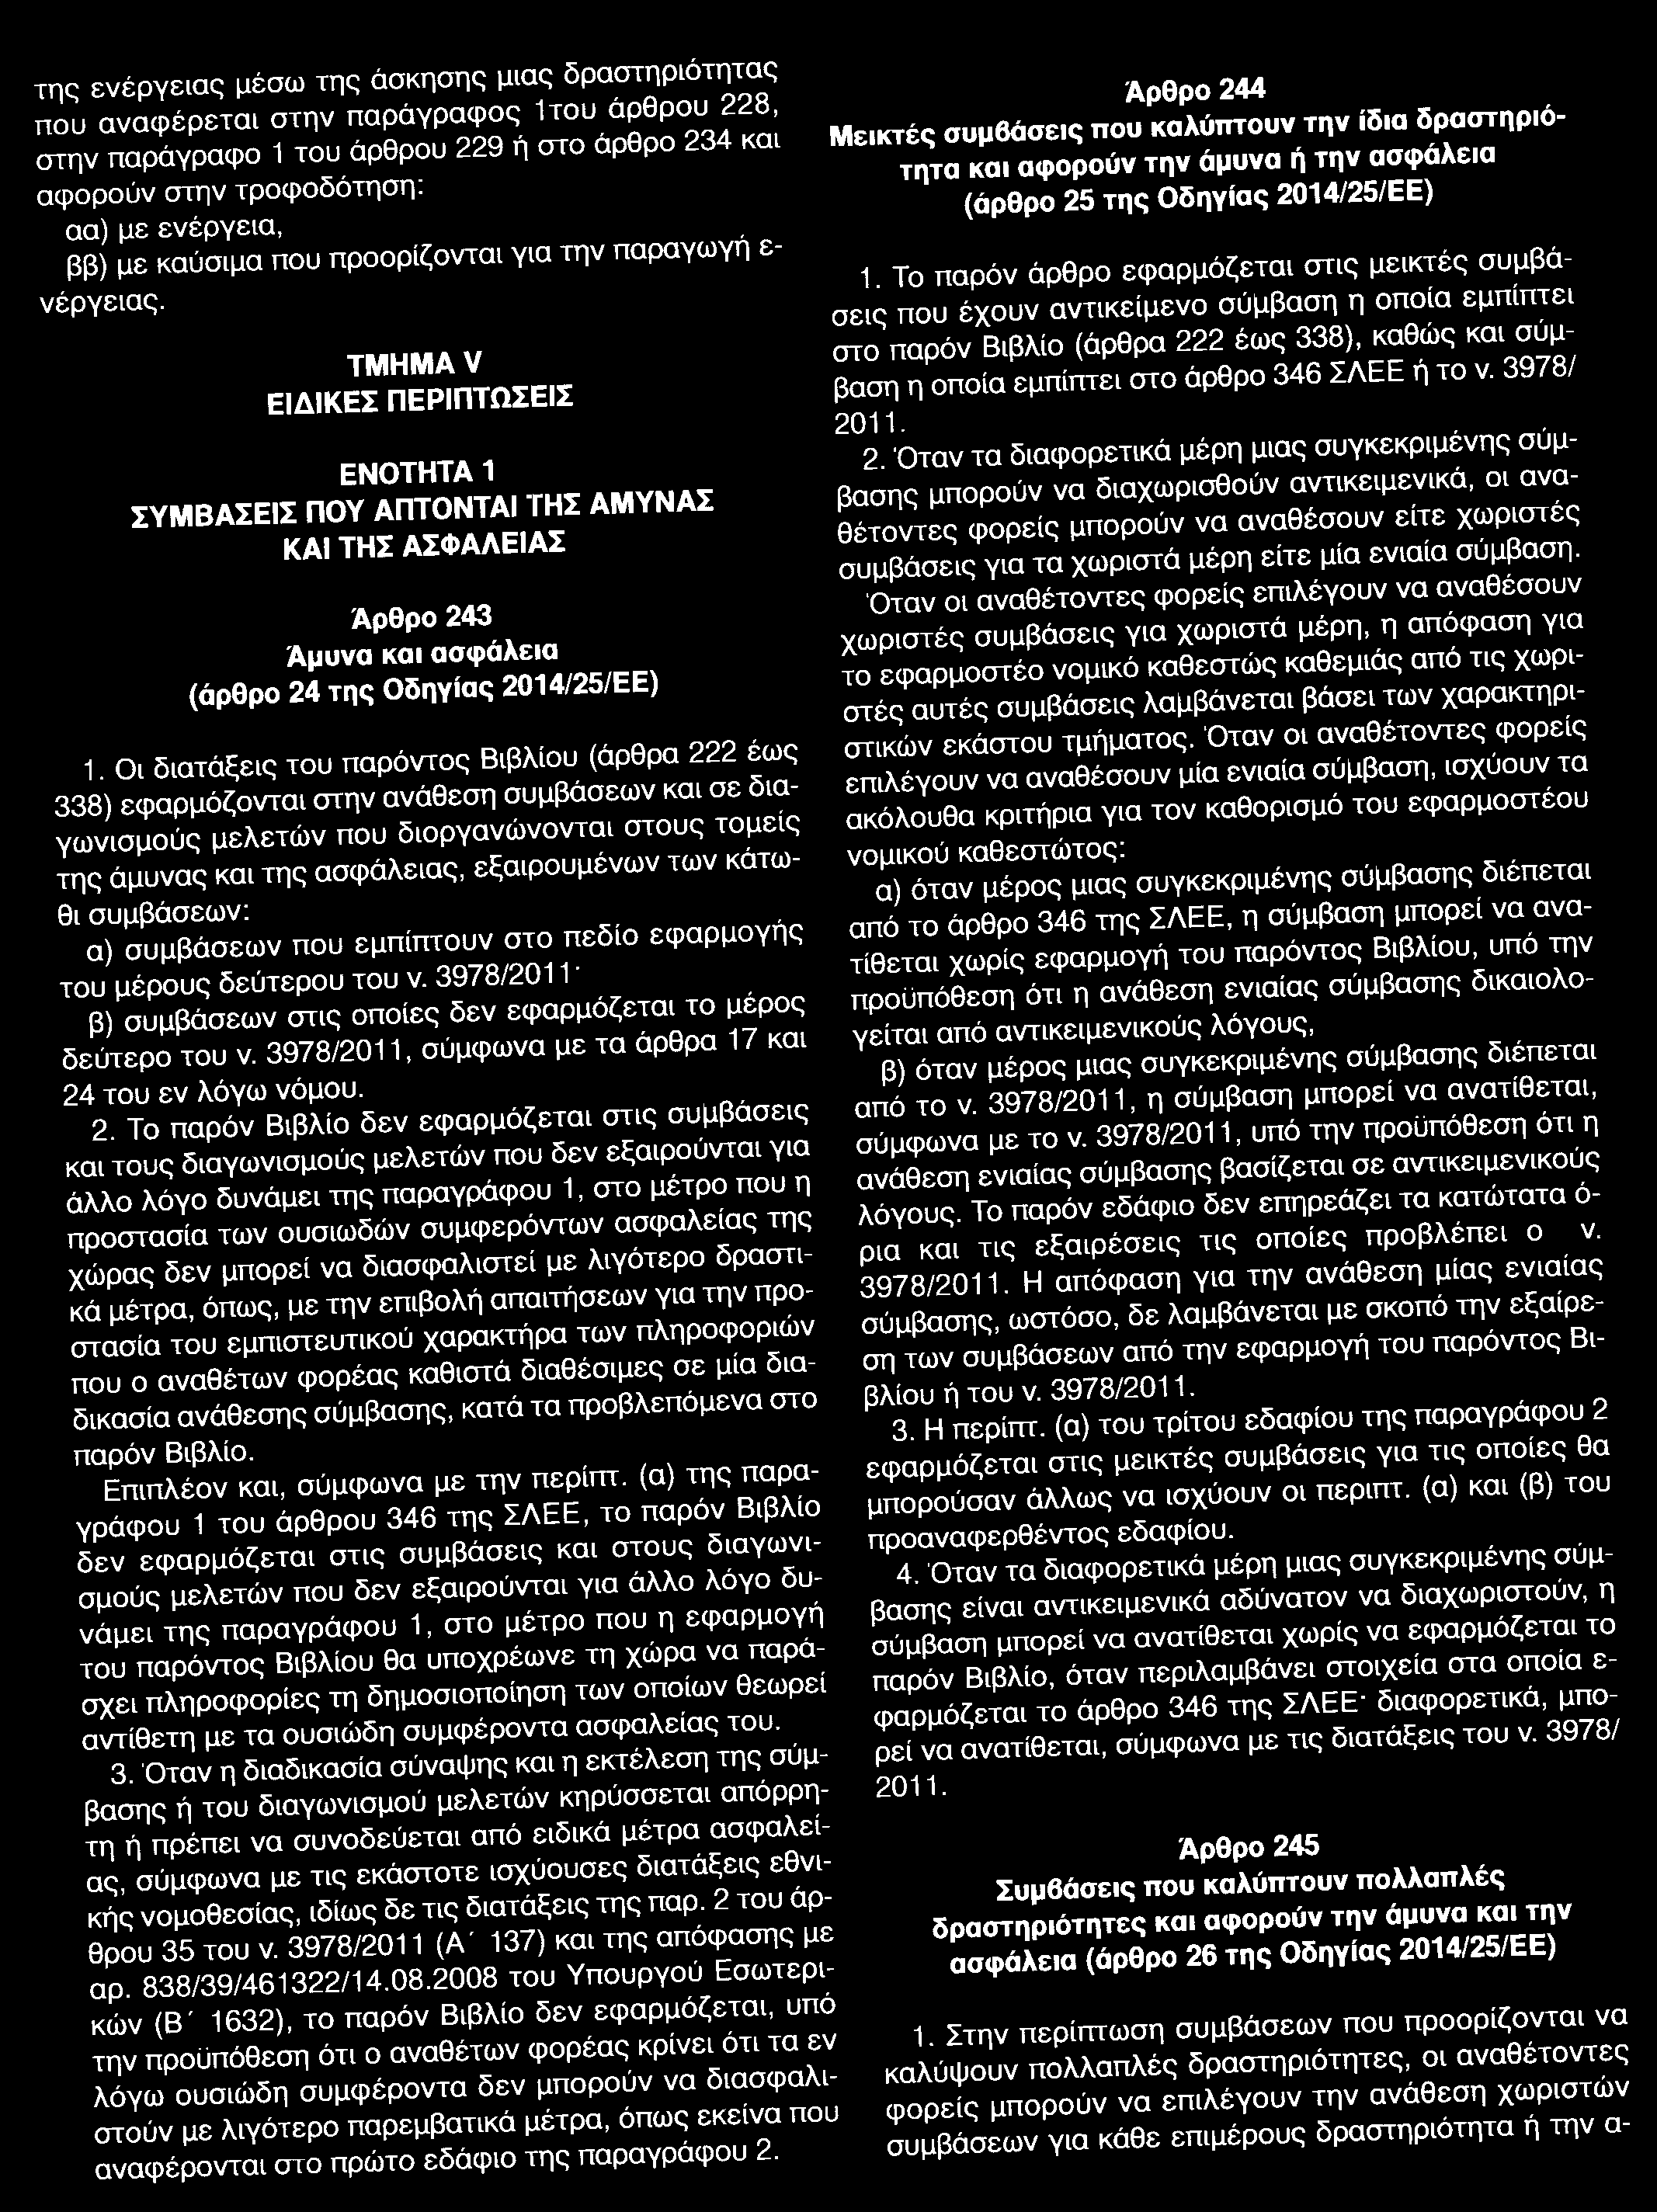 της ενέργειας μέσω της άσκησης μιας δραστηριότητας
που αναφέρεται στην παράγραφος 1του άρθρου 228,
στην παράγραφο 1 του άρθρου 229 ή στο άρθρο 234 και
αφορούν στην τροφοδότηση:
αα) με ενέργεια,
ββ) με καύσιμα που προορίζονται για την παραγωγή ε-
νέργειας.
ΤΜΗΜΑ V
ΕΙΔΙΚΕΣ ΠΕΡΙΠΤΩΣΕΙΣ
ΕΝΟΤΗΤΑ 1
ΣΥΜΒΑΣΕΙΣ ΠΟΥ ΑΠΤΟΝΤΑΙ ΤΗΣ ΑΜΥΝΑΣ
ΚΑΙ ΤΗΣ ΑΣΦΑΛΕΙΑΣ
Άρθρο 243
Άμυνα και ασφάλεια
(άρθρο 24 της Οδηγίας 2014/25/ΕΕ)
1. Οι διατάξεις του παρόντος Βιβλίου (άρθρα 222 έως
338) εφαρμόζονται στην ανάθεση συμβάσεων και σε δια-
γωνισμούς μελετών που διοργανώνονται στους τομείς
της άμυνας και της ασφάλειας, εξαιρουμένων των κάτω-
θι συμβάσεων:
α) συμβάσεων που εμπίπτουν στο πεδίο εφαρμογής
του μέρους δεύτερου του ν. 3978/2011·
β) συμβάσεων στις οποίες δεν εφαρμόζεται το μέρος
δεύτερο του ν. 3978/2011, σύμφωνα με τα άρθρα 17 και
24 του εν λόγω νόμου.
2. Το παρόν Βιβλίο δεν εφαρμόζεται στις συμβάσεις
και τους διαγωνισμούς μελετών που δεν εξαιρούνται για
άλλο λόγο δυνάμει της παραγράφου 1, στο μέτρο που η
προστασία των ουσιωδών συμφερόντων ασφαλείας της
χώρας δεν μπορεί να διασφαλιστεί με λιγότερο δραστι-
κά μέτρα, όπως, με την επιβολή απαιτήσεων για την προ-
στασία του εμπιστευτικού χαρακτήρα των πληροφοριών
που ο αναθέτων φορέας καθιστά διαθέσιμες σε μία δια-
δικασία ανάθεσης σύμβασης, κατά τα προβλεπόμενα στο
παρόν Βιβλίο.
Επιπλέον και, σύμφωνα με την περίπτ. (α) της παρα-
γράφου 1 του άρθρου 346 της ΣΛΕΕ, το παρόν Βιβλίο
δεν εφαρμόζεται στις συμβάσεις και στους διαγωνι-
σμούς μελετών που δεν εξαιρούνται για άλλο λόγο δυ-
νάμει της παραγράφου 1, στο μέτρο που η εφαρμογή
του παρόντος Βιβλίου θα υποχρέωνε τη χώρα να παρά-
σχει πληροφορίες τη δημοσιοποίηση των οποίων θεωρεί
αντίθετη με τα ουσιώδη συμφέροντα ασφαλείας του.
3. Όταν η διαδικασία σύναψης και η εκτέλεση της σύμ-
βασης ή του διαγωνισμού μελετών κηρύσσεται απόρρη-
τη ή πρέπει να συνοδεύεται από ειδικά μέτρα ασφαλεί-
ας, σύμφωνα με τις εκάστοτε ισχύουσες διατάξεις εθνι-
κής νομοθεσίας, ιδίως δε τις διατάξεις της παρ. 2 του άρ-
θρου 35 του ν. 3978/2011 (Α΄ 137) και της απόφασης με
αρ. 838/39/461322/14.08.2008 του Υπουργού Εσωτερι-
κών (Β΄ 1632), το παρόν Βιβλίο δεν εφαρμόζεται, υπό
την προϋπόθεση ότι ο αναθέτων φορέας κρίνει ότι τα εν
λόγω ουσιώδη συμφέροντα δεν μπορούν να διασφαλι-
στούν με λιγότερο παρεμβατικά μέτρα, όπως εκείνα που
αναφέρονται στο πρώτο εδάφιο της παραγράφου 2.
Άρθρο 244
Μεικτές συμβάσεις που καλύπτουν την ίδια δραστηριό-
τητα και αφορούν την άμυνα ή την ασφάλεια
(άρθρο 25 της Οδηγίας 2014/25/ΕΕ)
1. Το παρόν άρθρο εφαρμόζεται στις μεικτές συμβά-
σεις που έχουν αντικείμενο σύμβαση η οποία εμπίπτει
στο παρόν Βιβλίο (άρθρα 222 έως 338), καθώς και σύμ-
βαση η οποία εμπίπτει στο άρθρο 346 ΣΛΕΕ ή το ν. 3978/
2011.
2. Όταν τα διαφορετικά μέρη μιας συγκεκριμένης σύμ-
βασης μπορούν να διαχωρισθούν αντικειμενικά, οι ανα-
θέτοντες φορείς μπορούν να αναθέσουν είτε χωριστές
συμβάσεις για τα χωριστά μέρη είτε μία ενιαία σύμβαση.
Όταν οι αναθέτοντες φορείς επιλέγουν να αναθέσουν
χωριστές συμβάσεις για χωριστά μέρη, η απόφαση για
το εφαρμοστέο νομικό καθεστώς καθεμιάς από τις χωρι-
στές αυτές συμβάσεις λαμβάνεται βάσει των χαρακτηρι-
στικών εκάστου τμήματος. Όταν οι αναθέτοντες φορείς
επιλέγουν να αναθέσουν μία ενιαία σύμβαση, ισχύουν τα
ακόλουθα κριτήρια για τον καθορισμό του εφαρμοστέου
νομικού καθεστώτος:
α) όταν μέρος μιας συγκεκριμένης σύμβασης διέπεται
από το άρθρο 346 της ΣΛΕΕ, η σύμβαση μπορεί να ανα-
τίθεται χωρίς εφαρμογή του παρόντος Βιβλίου, υπό την
προϋπόθεση ότι η ανάθεση ενιαίας σύμβασης δικαιολο-
γείται από αντικειμενικούς λόγους,
β) όταν μέρος μιας συγκεκριμένης σύμβασης διέπεται
από το ν. 3978/2011, η σύμβαση μπορεί να ανατίθεται,
σύμφωνα με το ν. 3978/2011, υπό την προϋπόθεση ότι η
ανάθεση ενιαίας σύμβασης βασίζεται σε αντικειμενικούς
λόγους. Το παρόν εδάφιο δεν επηρεάζει τα κατώτατα ό-
ρια και τις εξαιρέσεις τις οποίες προβλέπει ο ν.
3978/2011. Η απόφαση για την ανάθεση μίας ενιαίας
σύμβασης, ωστόσο, δε λαμβάνεται με σκοπό την εξαίρε-
ση των συμβάσεων από την εφαρμογή του παρόντος Βι-
βλίου ή του ν. 3978/2011.
3. Η περίπτ. (α) του τρίτου εδαφίου της παραγράφου 2
εφαρμόζεται στις μεικτές συμβάσεις για τις οποίες θα
μπορούσαν άλλως να ισχύουν οι περιπτ. (α) και (β) του
προαναφερθέντος εδαφίου.
4. Όταν τα διαφορετικά μέρη μιας συγκεκριμένης σύμ-
βασης είναι αντικειμενικά αδύνατον να διαχωριστούν, η
σύμβαση μπορεί να ανατίθεται χωρίς να εφαρμόζεται το
παρόν Βιβλίο, όταν περιλαμβάνει στοιχεία στα οποία ε-
φαρμόζεται το άρθρο 346 της ΣΛΕΕ· διαφορετικά, μπο-
ρεί να ανατίθεται, σύμφωνα με τις διατάξεις του ν. 3978/
2011.
Άρθρο 245
Συμβάσεις που καλύπτουν πολλαπλές
δραστηριότητες και αφορούν την άμυνα και την
ασφάλεια (άρθρο 26 της Οδηγίας 2014/25/ΕΕ)
1. Στην περίπτωση συμβάσεων που προορίζονται να
καλύψουν πολλαπλές δραστηριότητες, οι αναθέτοντες
φορείς μπορούν να επιλέγουν την ανάθεση χωριστών
συμβάσεων για κάθε επιμέρους δραστηριότητα ή την α-